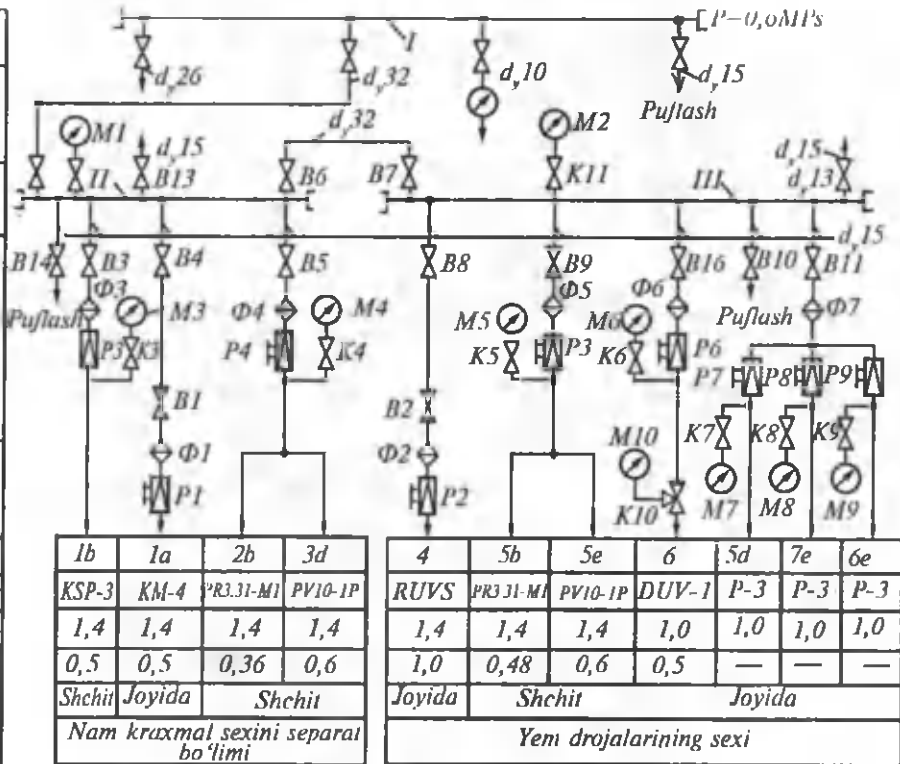 I P-0,6MPs
d_y26 d_y32 d_y10 d_y15
Puflash
d_y32
M1 d_y15 M2 d_y15
B13 B6 B7 K11 d_y13
II III
d_y15
B14 B3 B4 B5 B8 B9 B16 B10 B11
Ф3 Ф4 Ф5 Ф6 Ф7
Puflash M3 M4 M5 M6 Puflash
P3 K3 P4 K4 K5 P3 K6 P6 P7 P8 P9
B1 B2 K7 K8 K9
Ф1 Ф2 M10
P1 P2 K10 M7 M8 M9
1b 1a 2b 3d 4 5b 5e 6 5d 7e 6e
KSP-3 KM-4 PR3.31-M1 PV10-1P RUVS PR3.31-M1 PV10-1P DUV-1 P-3 P-3 P-3
1,4 1,4 1,4 1,4 1,4 1,4 1,4 1,0 1,0 1,0 1,0
0,5 0,5 0,36 0,6 1,0 0,48 0,6 0,5 — — —
Shchit Joyida Shchit Joyida Shchit Joyida
Nam kraxmal sexini separat
bo‘limi
Yem drojalarining sexi